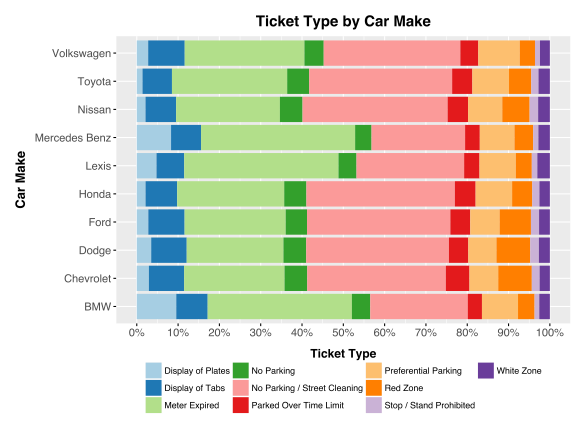 Ticket Type by Car Make
Car Make
Volkswagen
Toyota
Nissan
Mercedes Benz
Lexis
Honda
Ford
Dodge
Chevrolet
BMW
0% 10% 20% 30% 40% 50% 60% 70% 80% 90% 100%
Ticket Type
Display of Plates No Parking Preferential Parking White Zone
Display of Tabs No Parking / Street Cleaning Red Zone
Meter Expired Parked Over Time Limit Stop / Stand Prohibited